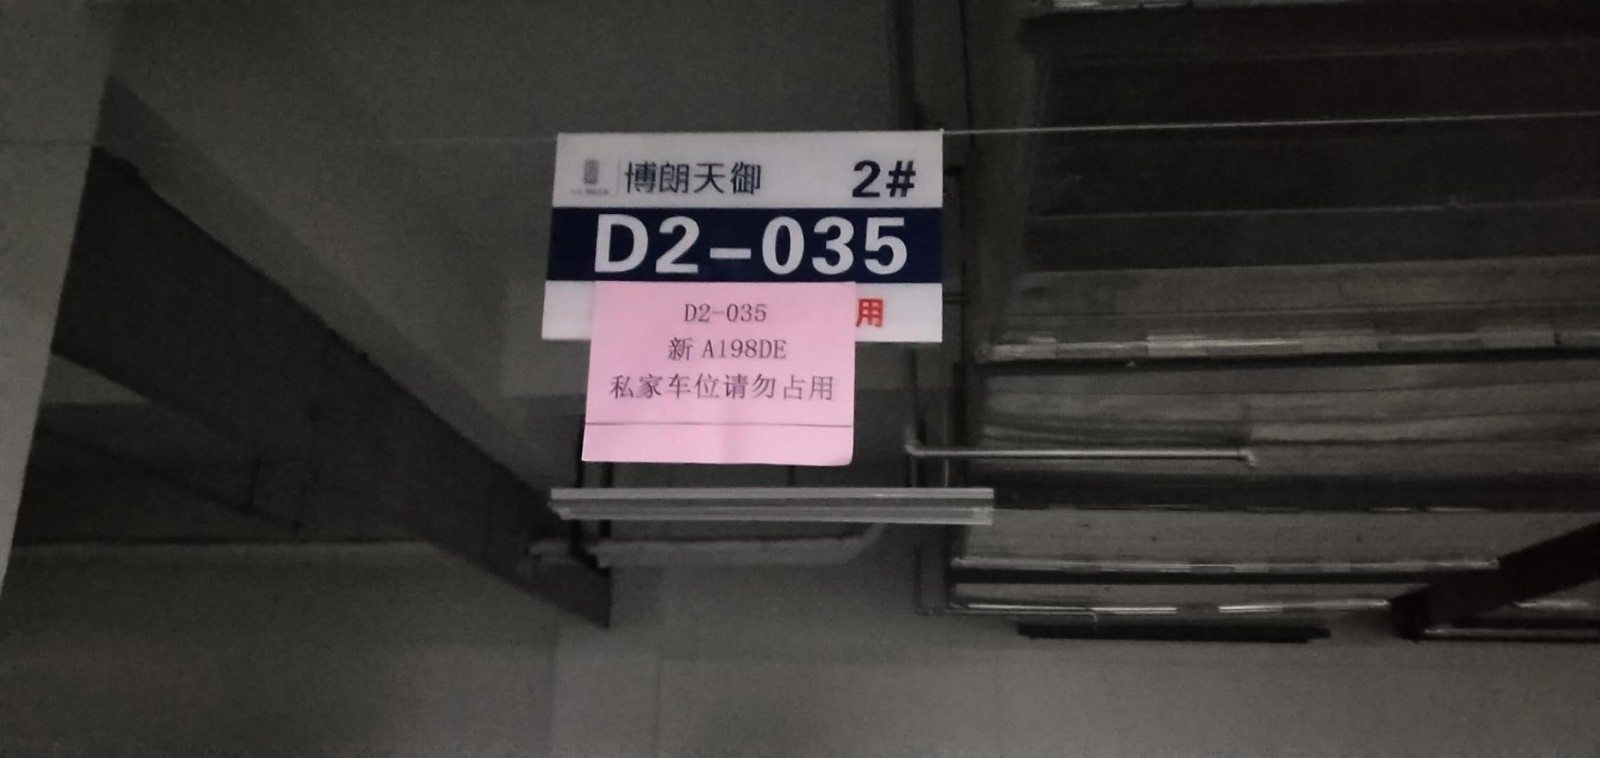 博朗天御 2#
D2-035
用
D2-035
新 A198DE
私家车位请勿占用